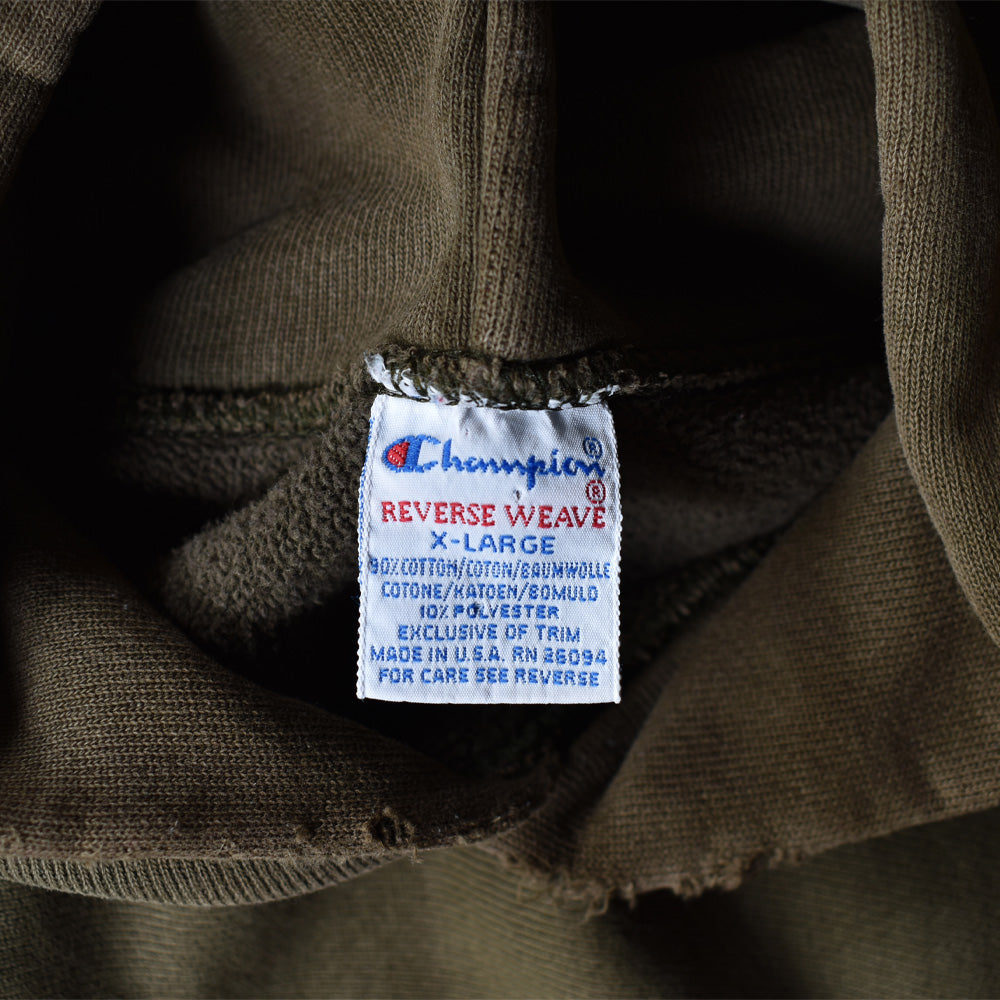 Champion®
REVERSE WEAVE®
X-LARGE
90% COTTON/COTON/BAUMWOLLE
COTONE/KATOEN/BOMULD
10% POLYESTER
EXCLUSIVE OF TRIM
MADE IN U.S.A. RN 26094
FOR CARE SEE REVERSE